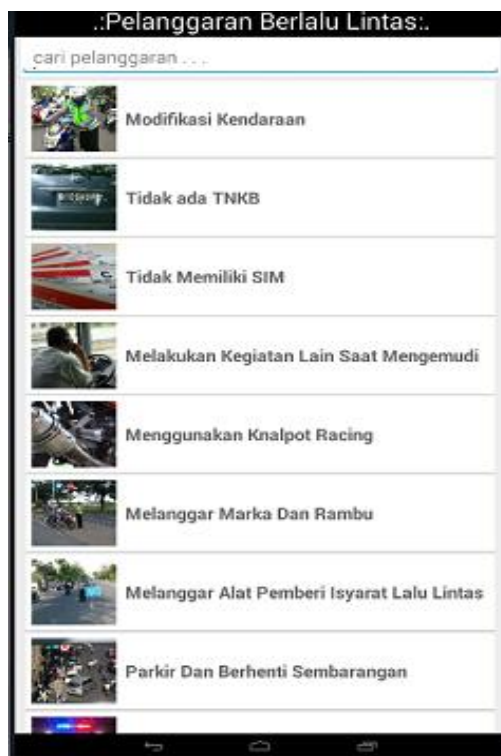 .:Pelanggaran Berlalu Lintas:.
cari pelanggaran . . .
Modifikasi Kendaraan
Tidak ada TNKB
Tidak Memiliki SIM
Melakukan Kegiatan Lain Saat Mengemudi
Menggunakan Knalpot Racing
Melanggar Marka Dan Rambu
Melanggar Alat Pemberi Isyarat Lalu Lintas
Parkir Dan Berhenti Sembarangan